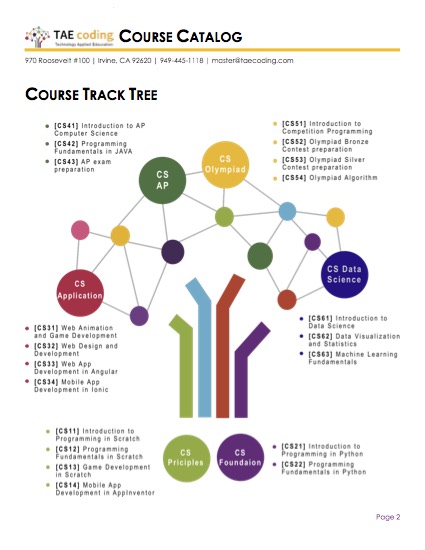 TAE coding
Technology Applied Education
COURSE CATALOG
970 Roosevelt #100 | Irvine, CA 92620 | 949-445-1118 | master@taecoding.com
COURSE TRACK TREE
[CS41] Introduction to AP
Computer Science
[CS42] Programming
Fundamentals in JAVA
[CS43] AP exam
preparation
[CS51] Introduction to
Competition Programming
[CS52] Olympiad Bronze
Contest preparation
[CS53] Olympiad Silver
Contest preparation
[CS54] Olympiad Algorithm
CS
AP
CS
Olympiad
CS
Application
CS Data
Science
[CS31] Web Animation
and Game Development
[CS32] Web Design and
Development
[CS33] Web App
Development in Angular
[CS34] Mobile App
Development in Ionic
[CS61] Introduction to
Data Science
[CS62] Data Visualization
and Statistics
[CS63] Machine Learning
Fundamentals
[CS11] Introduction to
Programming in Scratch
[CS12] Programming
Fundamentals in Scratch
[CS13] Game Development
in Scratch
[CS14] Mobile App
Development in AppInventor
CS
Priciples
CS
Foundaion
[CS21] Introduction to
Programming in Python
[CS22] Programming
Fundamentals in Python
Page 2